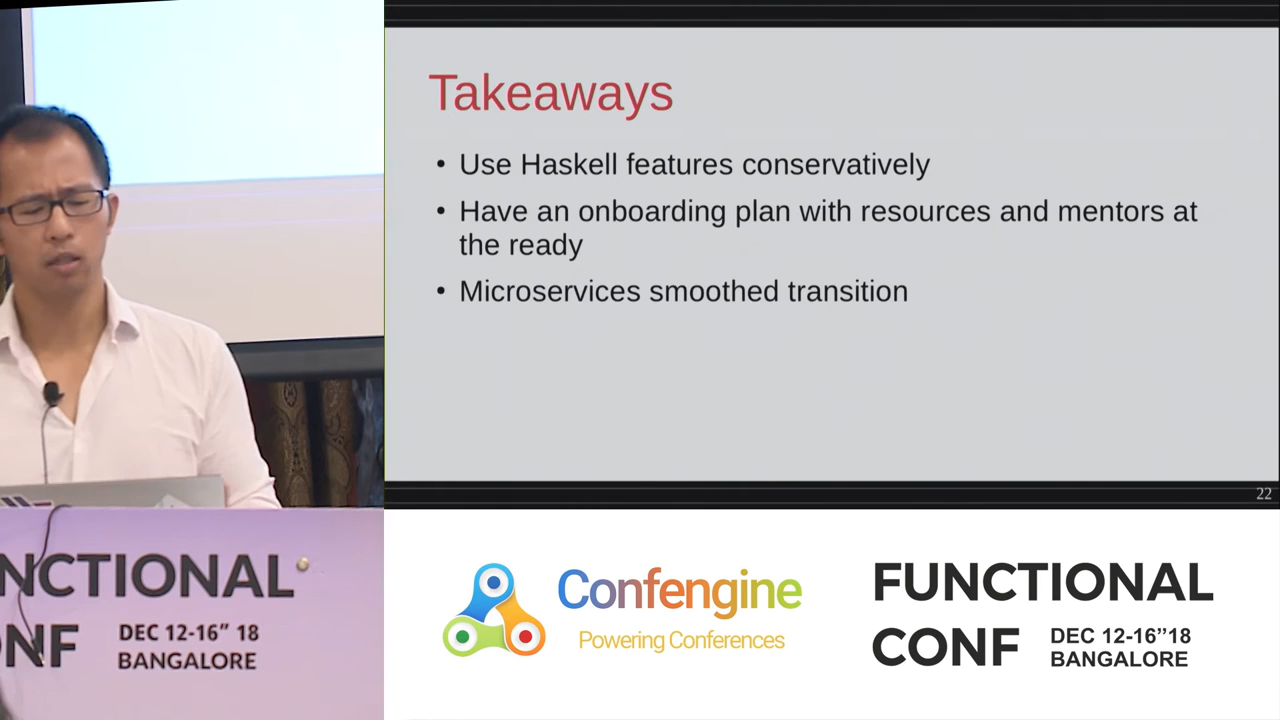 Takeaways
• Use Haskell features conservatively
• Have an onboarding plan with resources and mentors at
the ready
• Microservices smoothed transition
22
NCTIONAL
NF
DEC 12-16" 18
BANGALORE
Confengine
Powering Conferences
FUNCTIONAL
CONF
DEC 12-16”18
BANGALORE